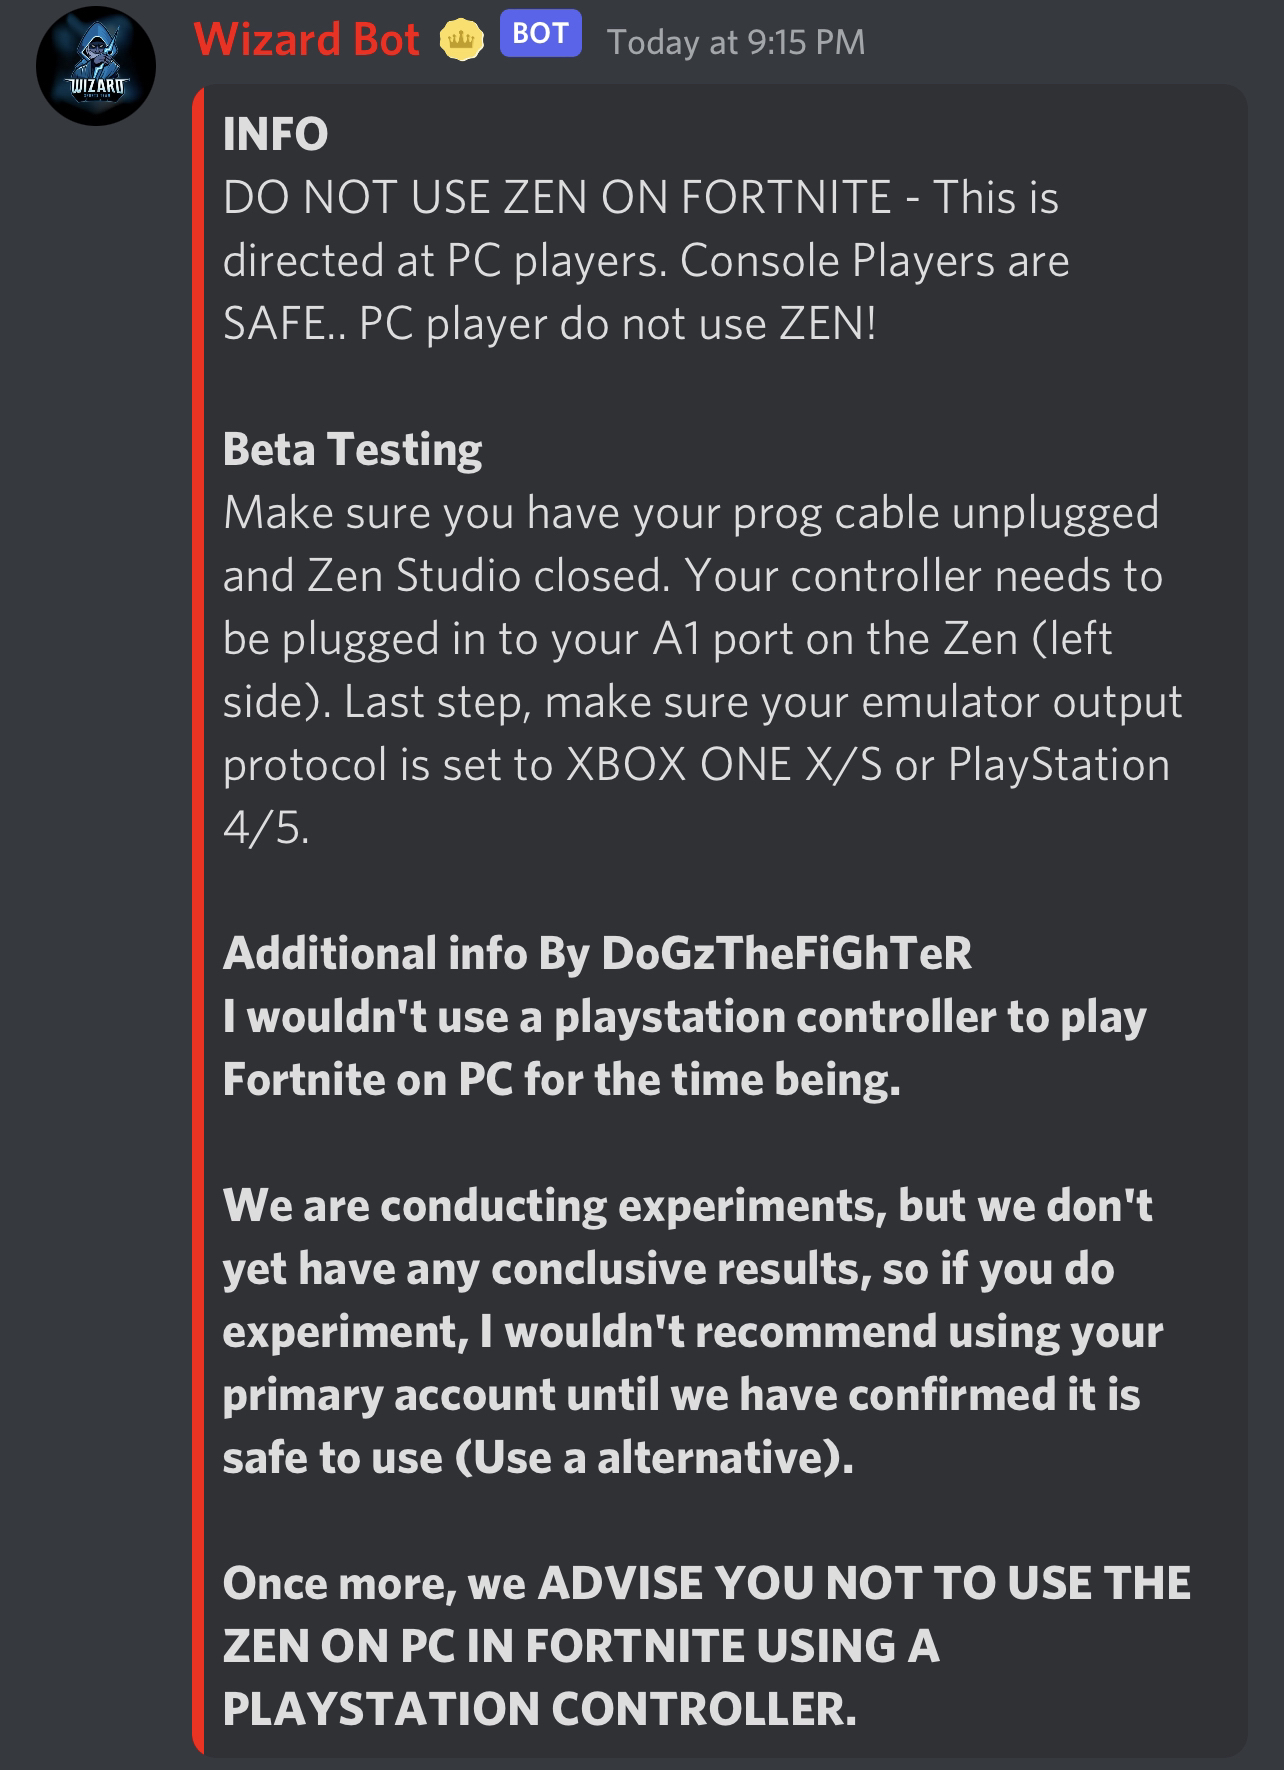 Wizard Bot BOT Today at 9:15 PM
WIZARD
INFO
DO NOT USE ZEN ON FORTNITE - This is
directed at PC players. Console Players are
SAFE.. PC player do not use ZEN!
Beta Testing
Make sure you have your prog cable unplugged
and Zen Studio closed. Your controller needs to
be plugged in to your A1 port on the Zen (left
side). Last step, make sure your emulator output
protocol is set to XBOX ONE X/S or PlayStation
4/5.
Additional info By DoGzTheFiGhTeR
I wouldn't use a playstation controller to play
Fortnite on PC for the time being.
We are conducting experiments, but we don't
yet have any conclusive results, so if you do
experiment, I wouldn't recommend using your
primary account until we have confirmed it is
safe to use (Use a alternative).
Once more, we ADVISE YOU NOT TO USE THE
ZEN ON PC IN FORTNITE USING A
PLAYSTATION CONTROLLER.